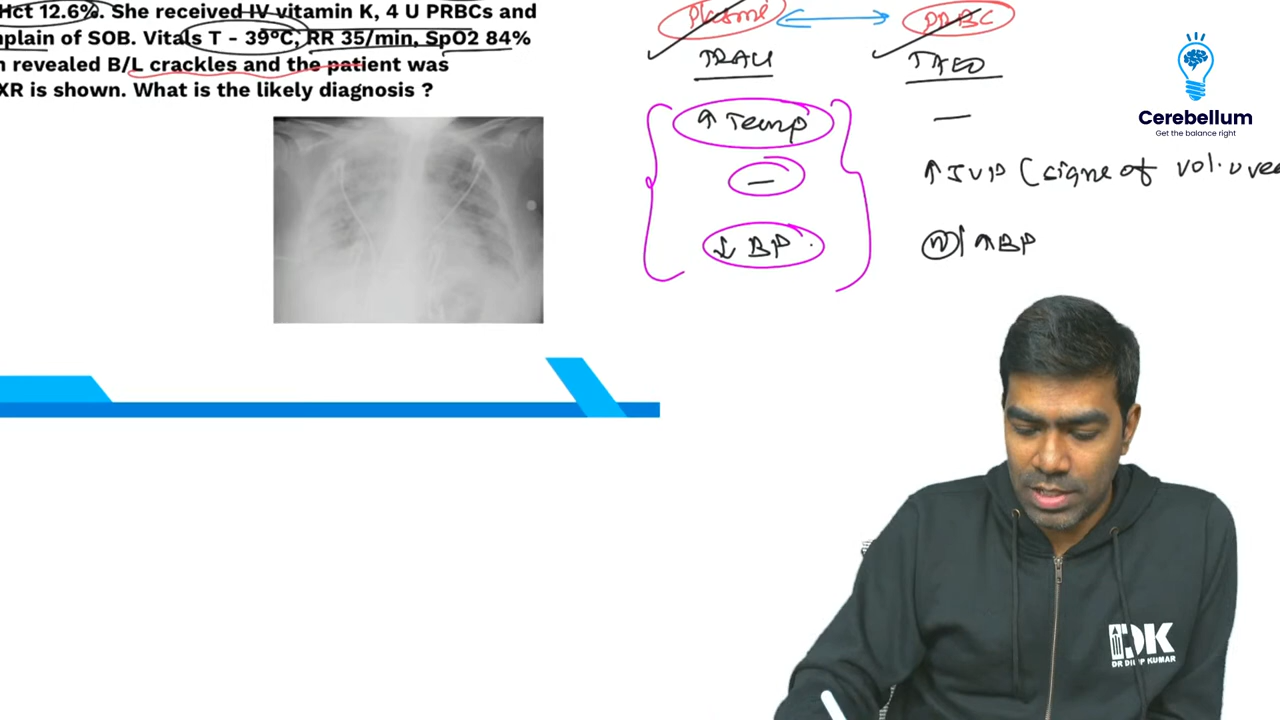 Hct 12.6%. She received IV vitamin K, 4 U PRBCs and
nplain of SOB. Vitals T - 39°C, RR 35/min, SpO2 84%
n revealed B/L crackles and the patient was
XR is shown. What is the likely diagnosis ?
Plasma PRBC
TRALI TACO
↑ Temp —
— ↑ JVP (signs of vol. ove
↓ BP (N)/↑BP
Cerebellum
Get the balance right
DK
DR DILIP KUMAR